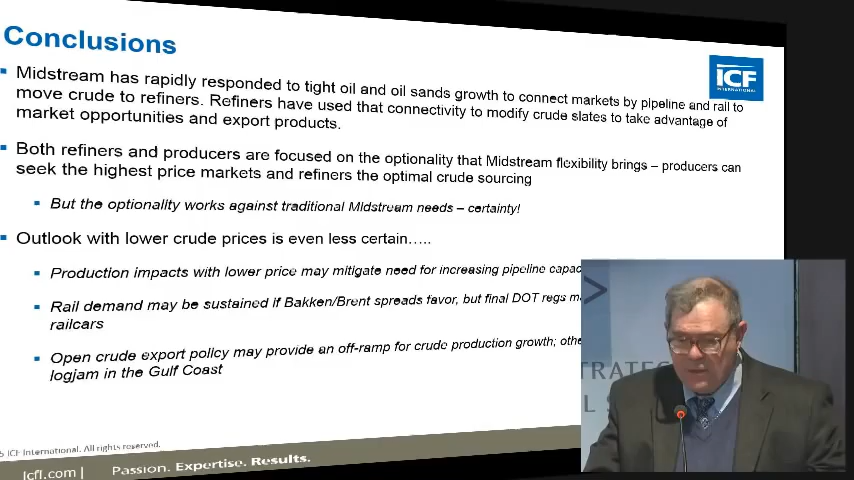 Conclusions
ICF
INTERNATIONAL
Midstream has rapidly responded to tight oil and oil sands growth to connect markets by pipeline and rail to
move crude to refiners. Refiners have used that connectivity to modify crude slates to take advantage of
market opportunities and export products.
Both refiners and producers are focused on the optionality that Midstream flexibility brings – producers can
seek the highest price markets and refiners the optimal crude sourcing
But the optionality works against traditional Midstream needs – certainty!
Outlook with lower crude prices is even less certain.....
Production impacts with lower price may mitigate need for increasing pipeline capac
Rail demand may be sustained if Bakken/Brent spreads favor, but final DOT regs m
railcars
Open crude export policy may provide an off-ramp for crude production growth; othe
logjam in the Gulf Coast
TRATEG
5 ICF International. All rights reserved.
icfi.com | Passion. Expertise. Results.